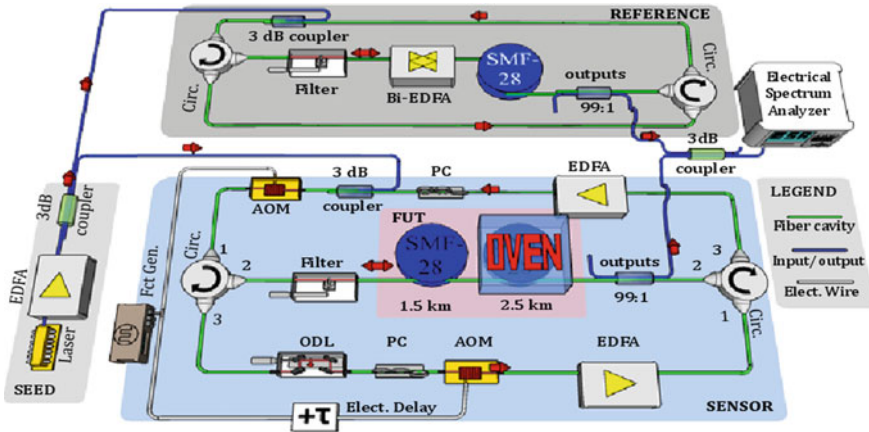 REFERENCE
3 dB coupler
Circ.
Filter
Bi-EDFA
SMF-
28
outputs
99:1
Circ.
Electrical
Spectrum
Analyzer
3dB
coupler
3dB
coupler
EDFA
Laser
SEED
Fct Gen.
AOM
3 dB
coupler
PC
EDFA
LEGEND
Fiber cavity
Input/output
Elect. Wire
FUT
SMF-
28
OVEN
1.5 km
2.5 km
Circ.
1
2
3
Filter
outputs
99:1
3
2
1
Circ.
ODL
PC
AOM
EDFA
Elect. Delay
+τ
SENSOR